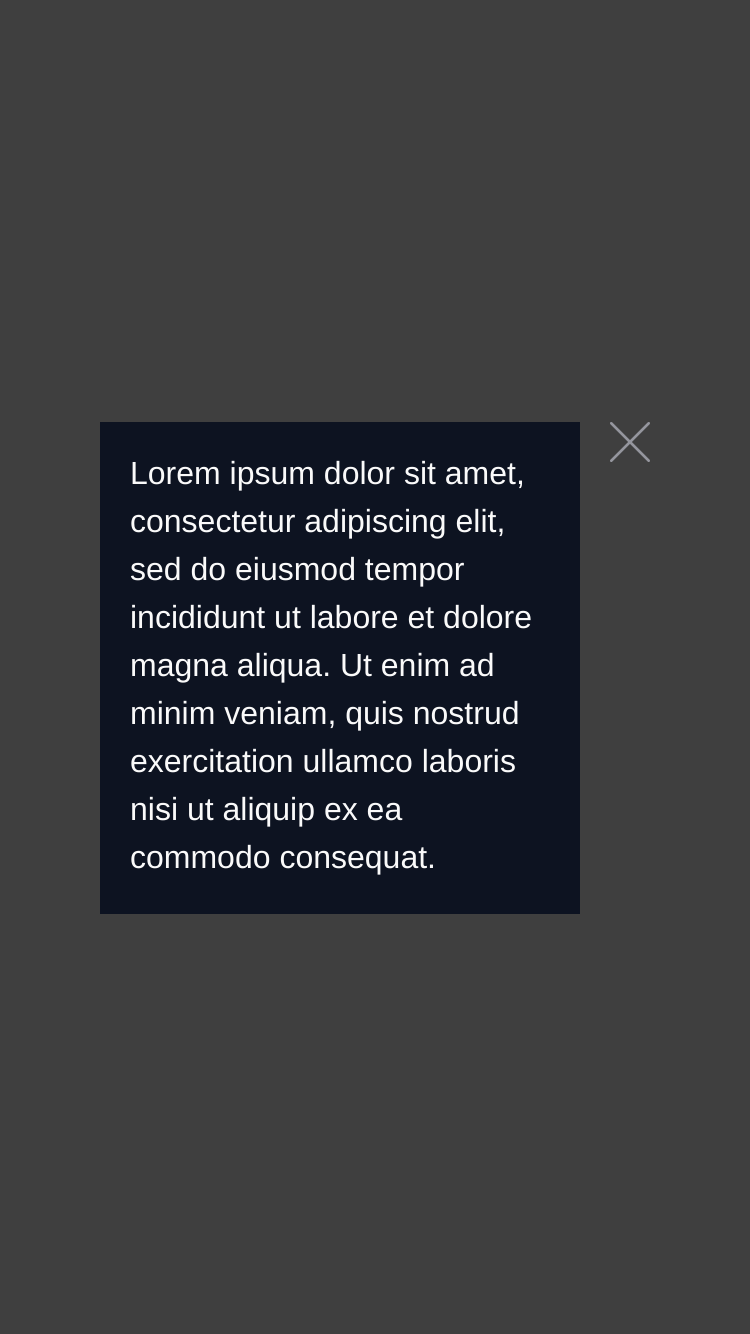 Lorem ipsum dolor sit amet,
consectetur adipiscing elit,
sed do eiusmod tempor
incididunt ut labore et dolore
magna aliqua. Ut enim ad
minim veniam, quis nostrud
exercitation ullamco laboris
nisi ut aliquip ex ea
commodo consequat.